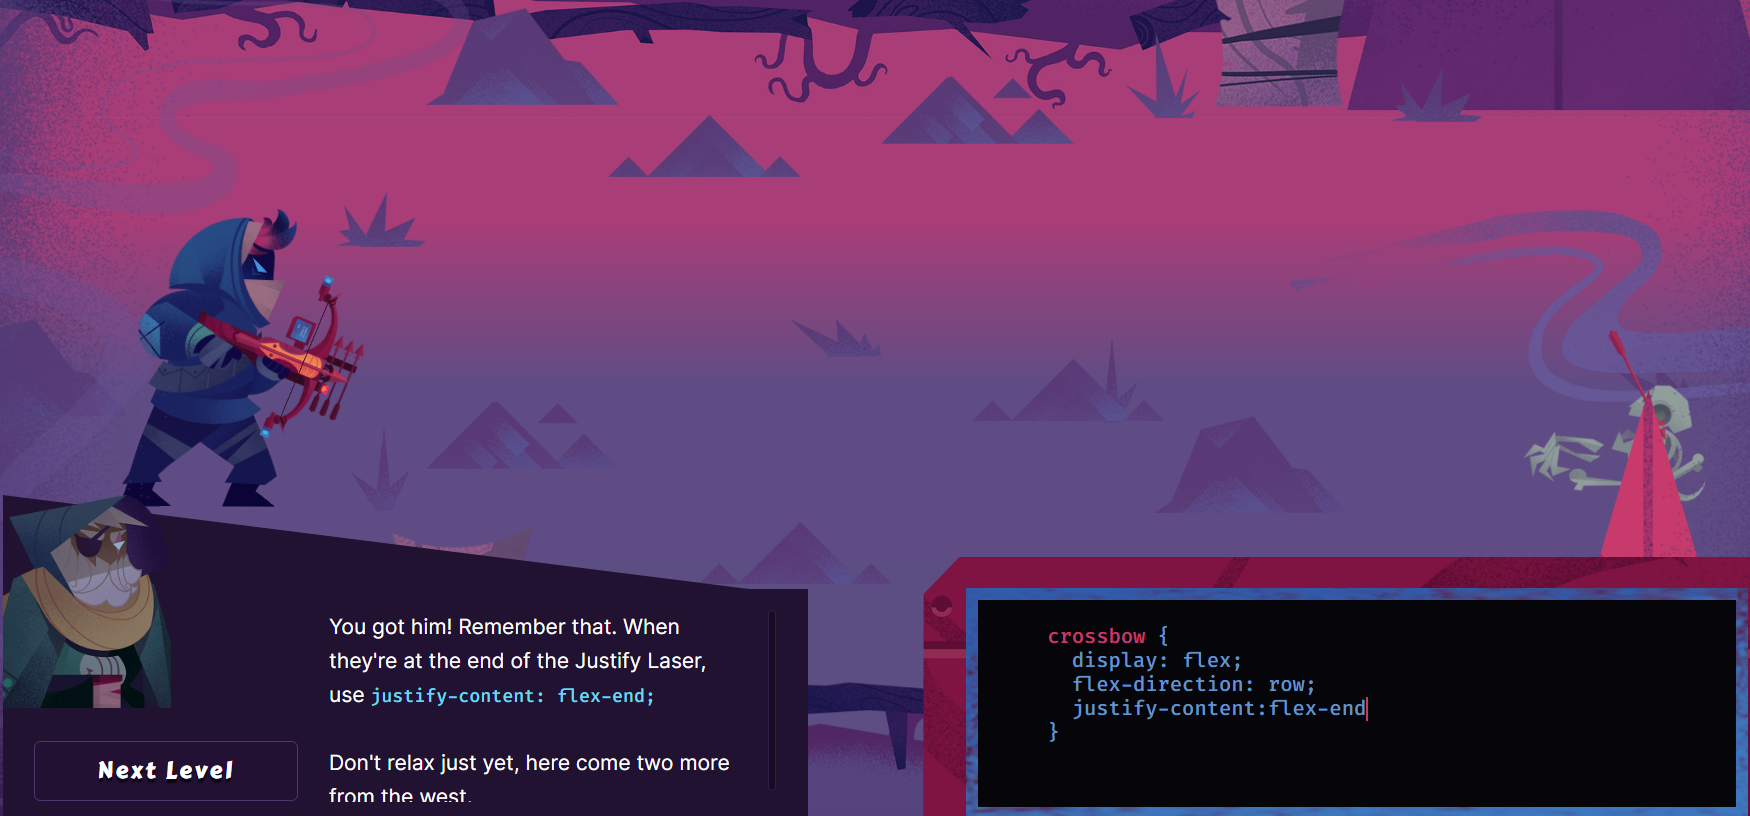 You got him! Remember that. When
they're at the end of the Justify Laser,
use justify-content: flex-end;
Don't relax just yet, here come two more
from the west.
Next Level
crossbow {
display: flex;
flex-direction: row;
justify-content:flex-end
}